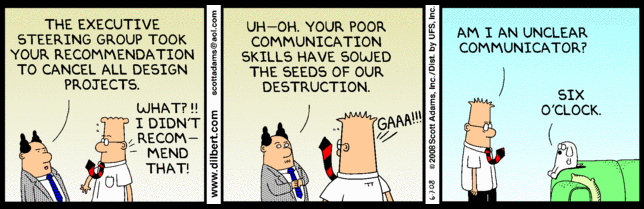 THE EXECUTIVE
STEERING GROUP TOOK
YOUR RECOMMENDATION
TO CANCEL ALL DESIGN
PROJECTS.
WHAT?!!
I DIDN'T
RECOM-
MEND
THAT!
www.dilbert.com scottadams@aol.com
UH-OH. YOUR POOR
COMMUNICATION
SKILLS HAVE SOWED
THE SEEDS OF OUR
DESTRUCTION.
GAAA!!!
6-7-08 ©2008 Scott Adams, Inc./Dist. by UFS, Inc.
AM I AN UNCLEAR
COMMUNICATOR?
SIX
O'CLOCK.